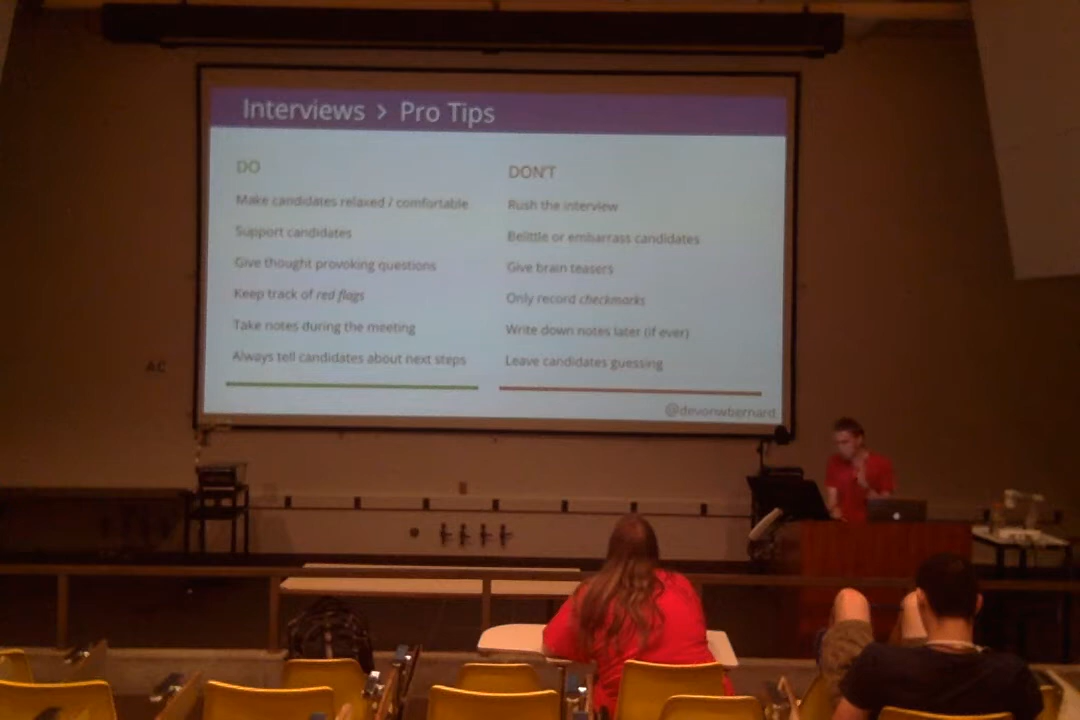 Interviews > Pro Tips
DO
Make candidates relaxed / comfortable
Support candidates
Give thought provoking questions
Keep track of red flags
Take notes during the meeting
Always tell candidates about next steps
DON'T
Rush the interview
Belittle or embarrass candidates
Give brain teasers
Only record checkmarks
Write down notes later (if ever)
Leave candidates guessing
@devonwbernard
AC